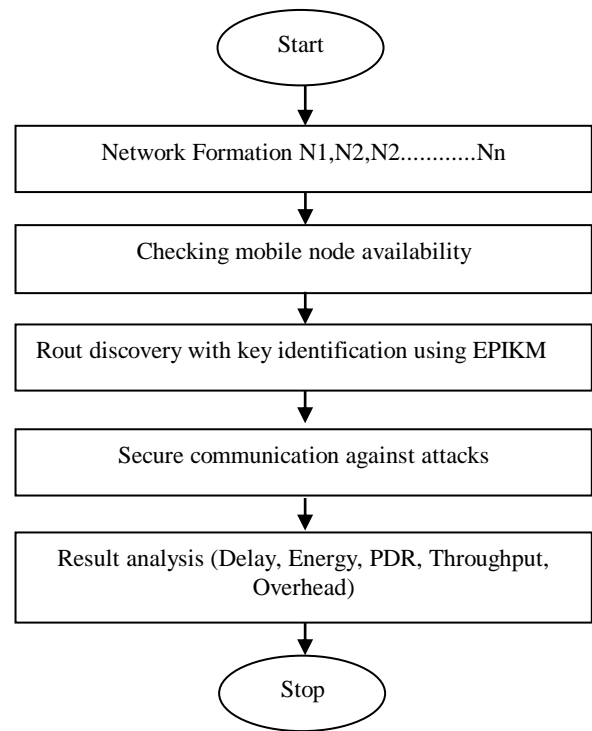 Start
Network Formation N1,N2,N2............Nn
Checking mobile node availability
Rout discovery with key identification using EPIKM
Secure communication against attacks
Result analysis (Delay, Energy, PDR, Throughput,
Overhead)
Stop